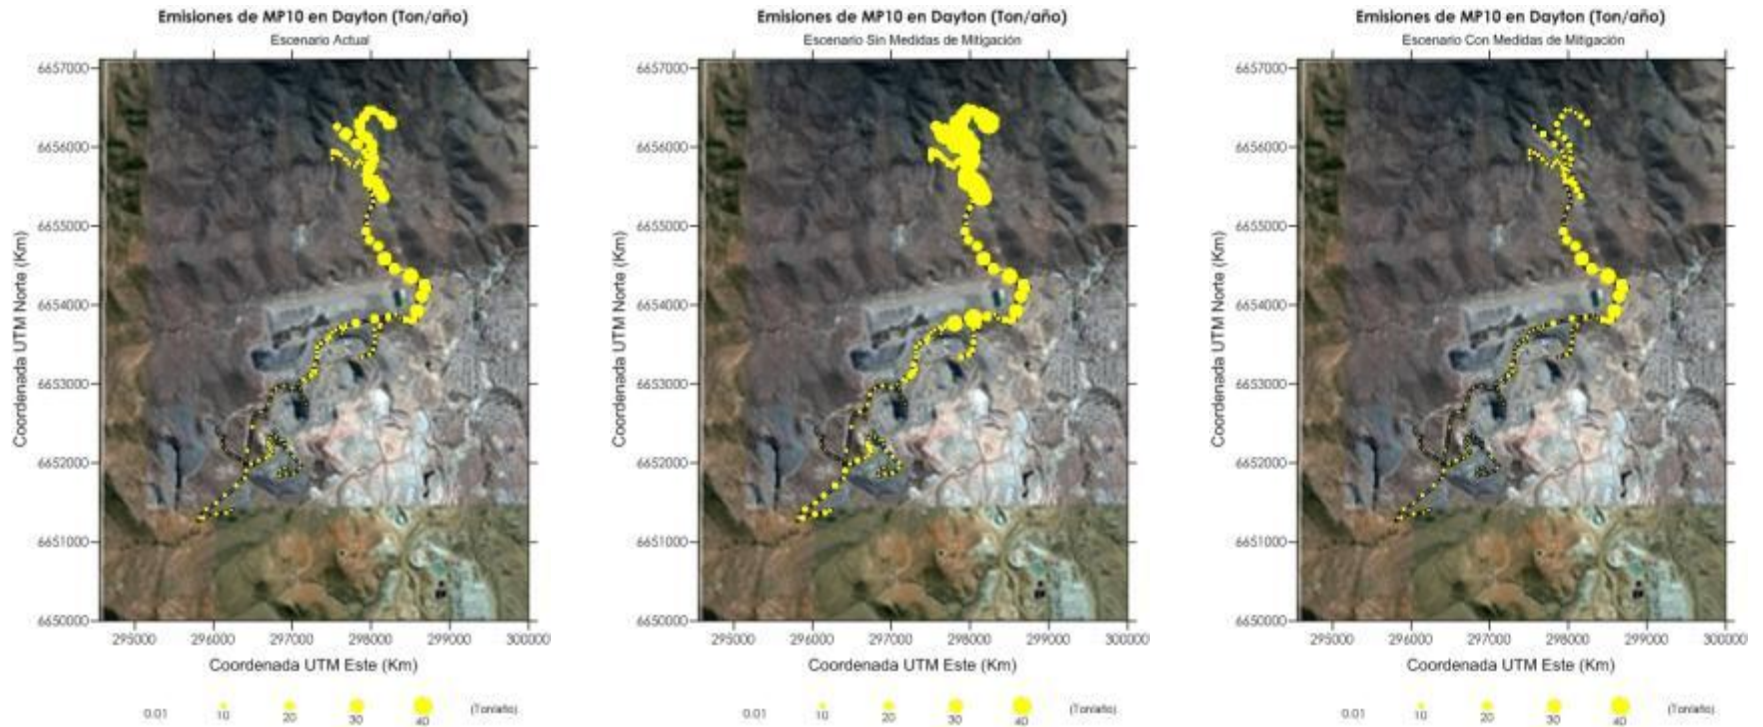 Emisiones de MP10 en Dayton (Ton/año)
Escenario Actual
6657000
6656000
6655000
6654000
6653000
6652000
6651000
6650000
Coordenada UTM Norte (Km)
295000 296000 297000 298000 299000 300000
Coordenada UTM Este (Km)
0.01 10 20 30 40 (Ton/año)
Emisiones de MP10 en Dayton (Ton/año)
Escenario Sin Medidas de Mitigación
6657000
6656000
6655000
6654000
6653000
6652000
6651000
6650000
Coordenada UTM Norte (Km)
295000 296000 297000 298000 299000 300000
Coordenada UTM Este (Km)
0.01 10 20 30 40 (Ton/año)
Emisiones de MP10 en Dayton (Ton/año)
Escenario Con Medidas de Mitigación
6657000
6656000
6655000
6654000
6653000
6652000
6651000
6650000
Coordenada UTM Norte (Km)
295000 296000 297000 298000 299000 300000
Coordenada UTM Este (Km)
0.01 10 20 30 40 (Ton/año)